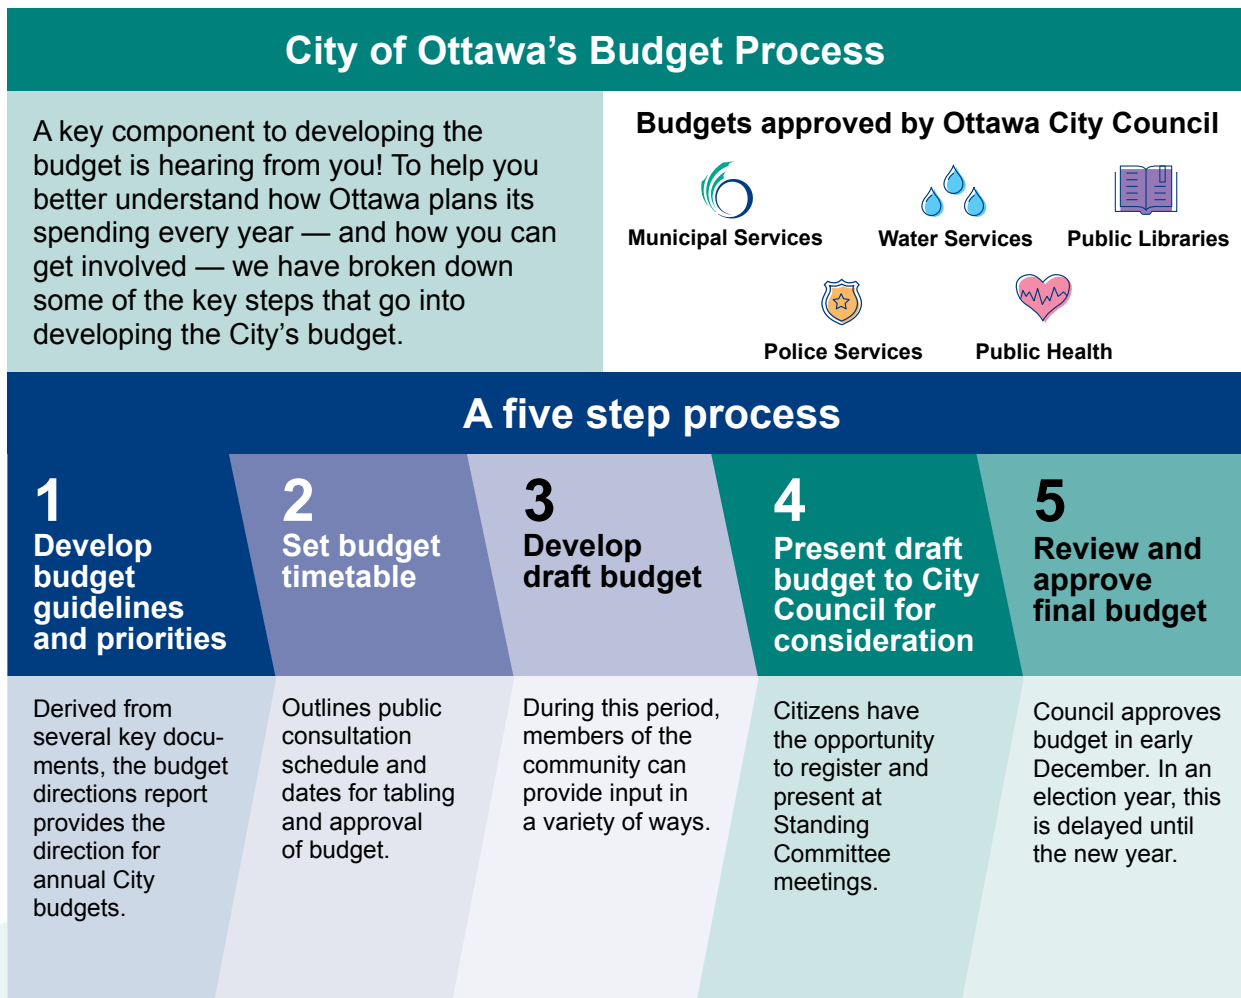 City of Ottawa's Budget Process
A key component to developing the
budget is hearing from you! To help you
better understand how Ottawa plans its
spending every year — and how you can
get involved — we have broken down
some of the key steps that go into
developing the City's budget.
Budgets approved by Ottawa City Council
Municipal Services
Water Services
Public Libraries
Police Services
Public Health
A five step process
1
Develop
budget
guidelines
and priorities
Derived from
several key docu-
ments, the budget
directions report
provides the
direction for
annual City
budgets.
2
Set budget
timetable
Outlines public
consultation
schedule and
dates for tabling
and approval
of budget.
3
Develop
draft budget
During this period,
members of the
community can
provide input in
a variety of ways.
4
Present draft
budget to City
Council for
consideration
Citizens have
the opportunity
to register and
present at
Standing
Committee
meetings.
5
Review and
approve
final budget
Council approves
budget in early
December. In an
election year, this
is delayed until
the new year.